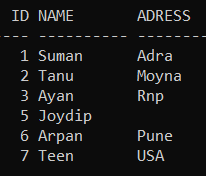 ID NAME ADRESS
---- ---------- --------
1 Suman Adra
2 Tanu Moyna
3 Ayan Rnp
5 Joydip
6 Arpan Pune
7 Teen USA